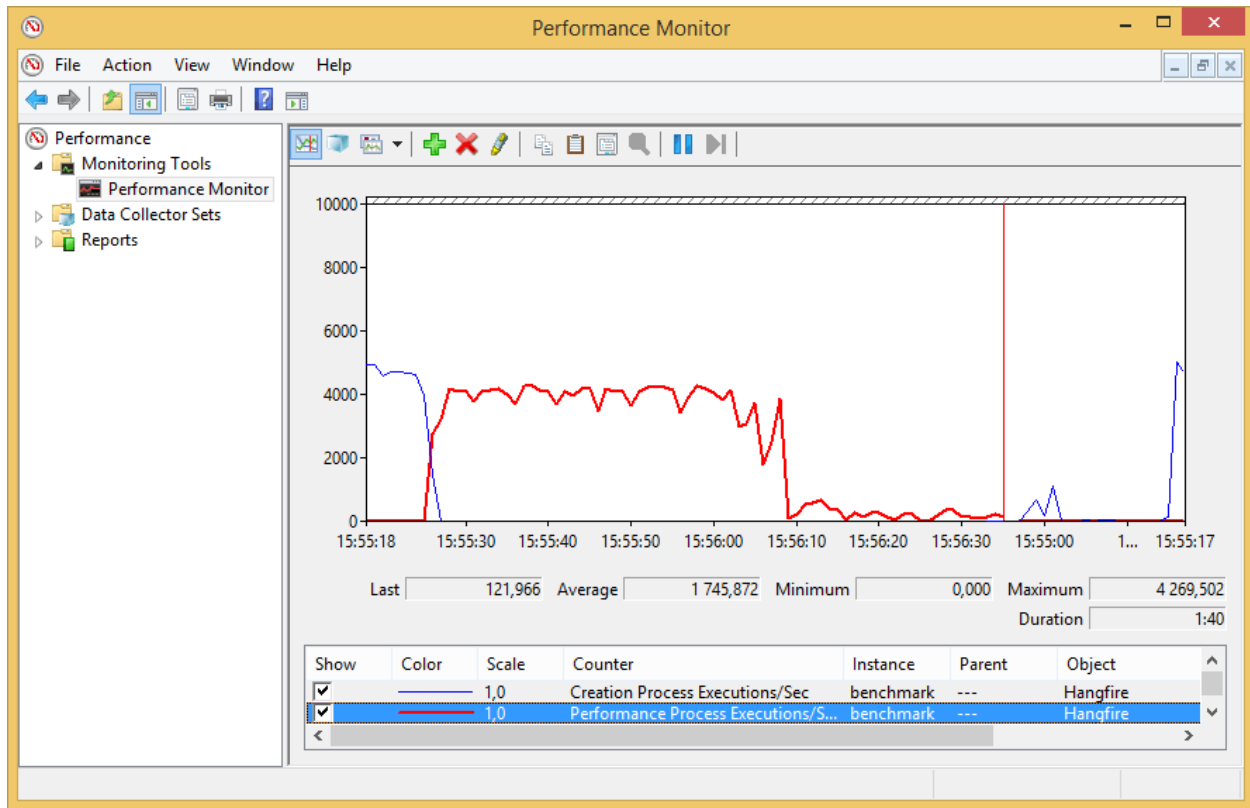 Performance Monitor
File Action View Window Help
Performance
Monitoring Tools
Performance Monitor
Data Collector Sets
Reports
10000
8000
6000
4000
2000
0
15:55:18 15:55:30 15:55:40 15:55:50 15:56:00 15:56:10 15:56:20 15:56:30 15:55:00 1... 15:55:17
Last 121,966 Average 1 745,872 Minimum 0,000 Maximum 4 269,502
Duration 1:40
Show Color Scale Counter Instance Parent Object
1,0 Creation Process Executions/Sec benchmark --- Hangfire
1,0 Performance Process Executions/S... benchmark --- Hangfire